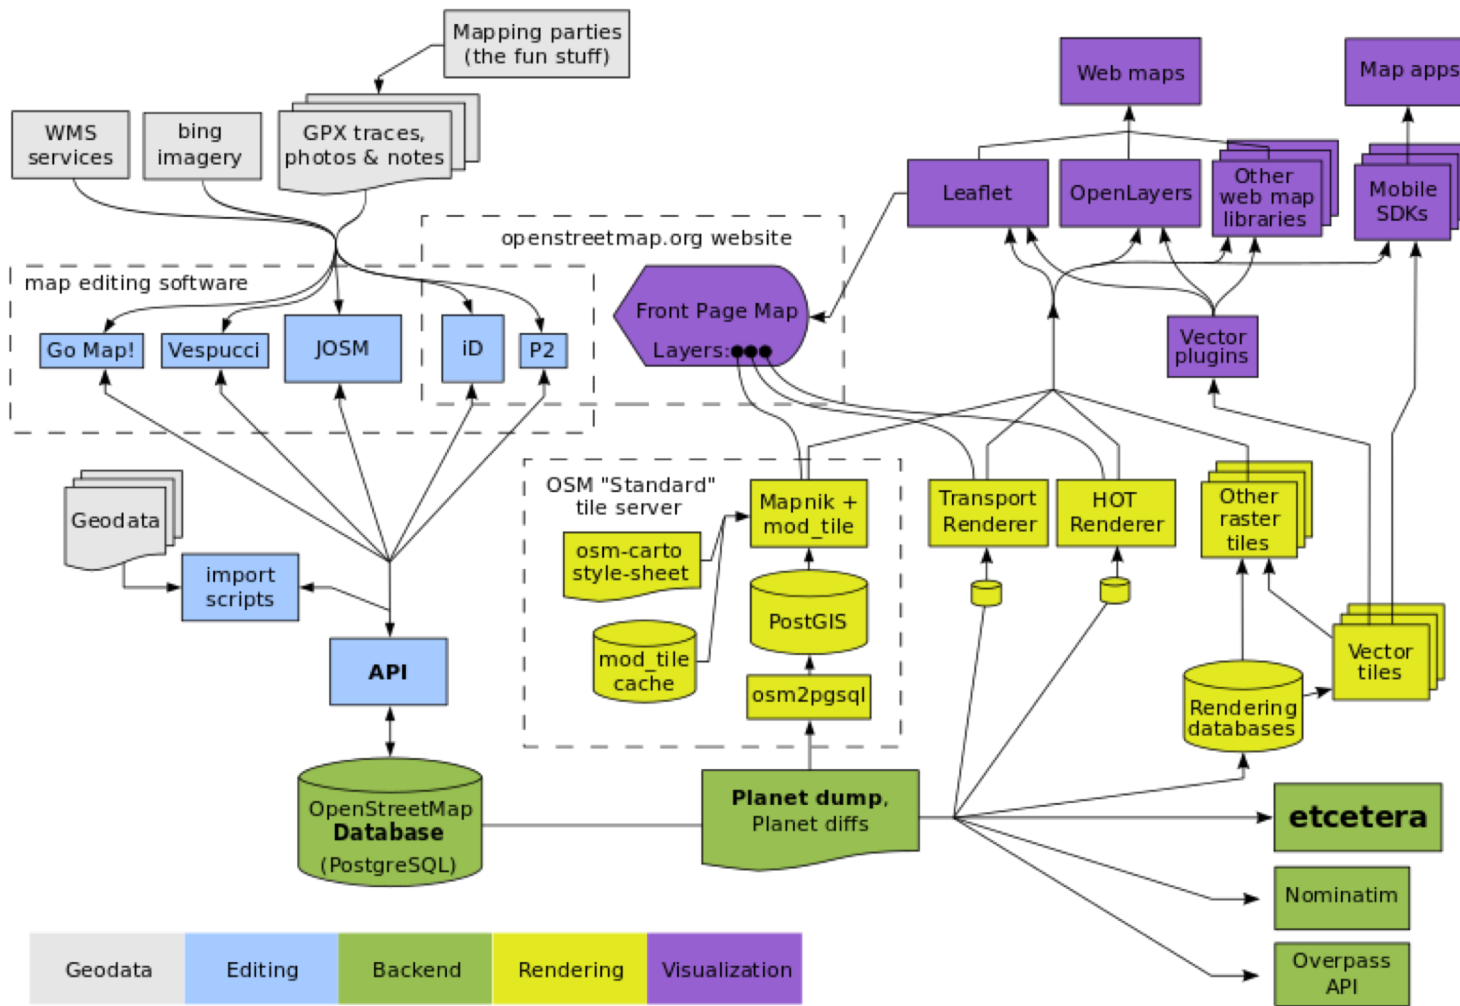 Mapping parties
(the fun stuff)
WMS
services
bing
imagery
GPX traces,
photos & notes
Web maps
Map apps
Leaflet
OpenLayers
Other
web map
libraries
Mobile
SDKs
openstreetmap.org website
map editing software
Front Page Map
Layers:
Go Map!
Vespucci
JOSM
iD
P2
Vector
plugins
Geodata
import
scripts
API
OSM "Standard"
tile server
Mapnik +
mod_tile
osm-carto
style-sheet
PostGIS
mod_tile
cache
osm2pgsql
Transport
Renderer
HOT
Renderer
Other
raster
tiles
Vector
tiles
Rendering
databases
OpenStreetMap
Database
(PostgreSQL)
Planet dump,
Planet diffs
etcetera
Nominatim
Overpass
API
Geodata
Editing
Backend
Rendering
Visualization